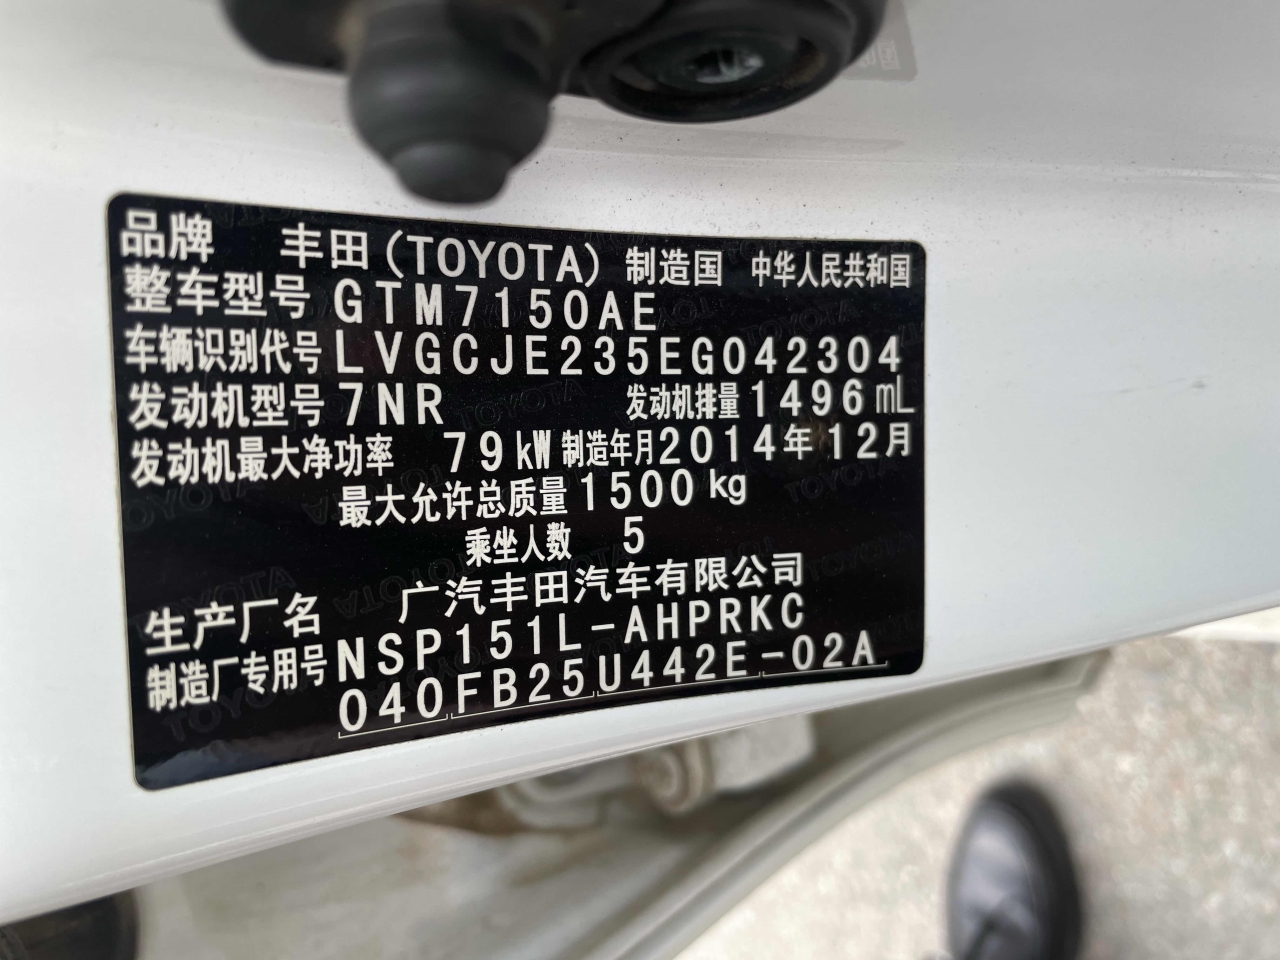 品牌 丰田(TOYOTA) 制造国 中华人民共和国
整车型号 GTM7150AE
车辆识别代号 LVGCJE235EG042304
发动机型号 7NR 发动机排量 1496 mL
发动机最大净功率 79 kW 制造年月 2014年12月
最大允许总质量 1500 kg
乘坐人数 5
生产厂名 广汽丰田汽车有限公司
制造厂专用号 NSP151L-AHPRKC
040FB25U442E-02A